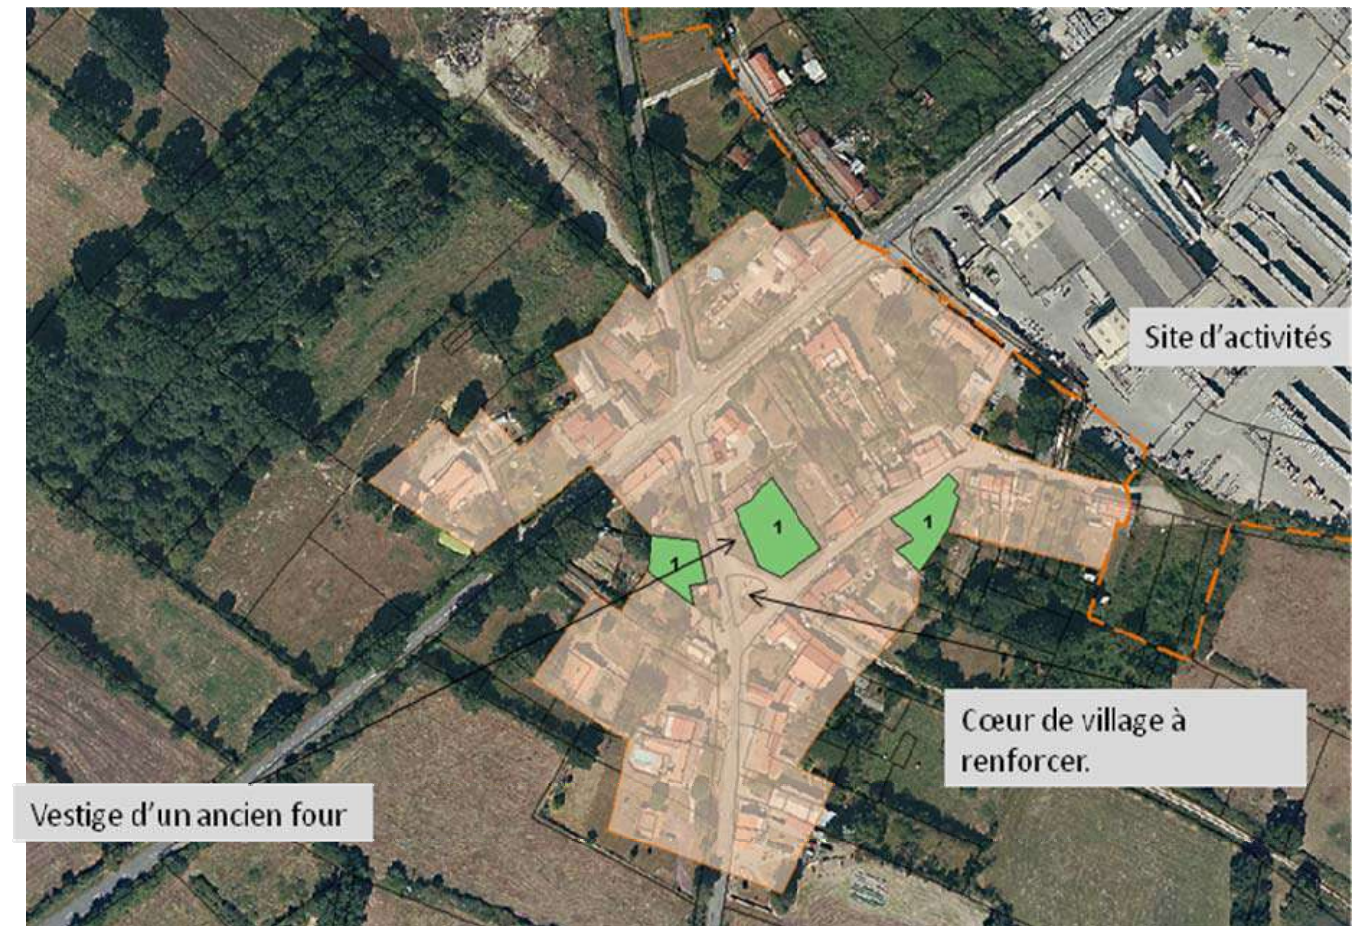 Site d'activités
1
1
1
Cœur de village à
renforcer.
Vestige d'un ancien four